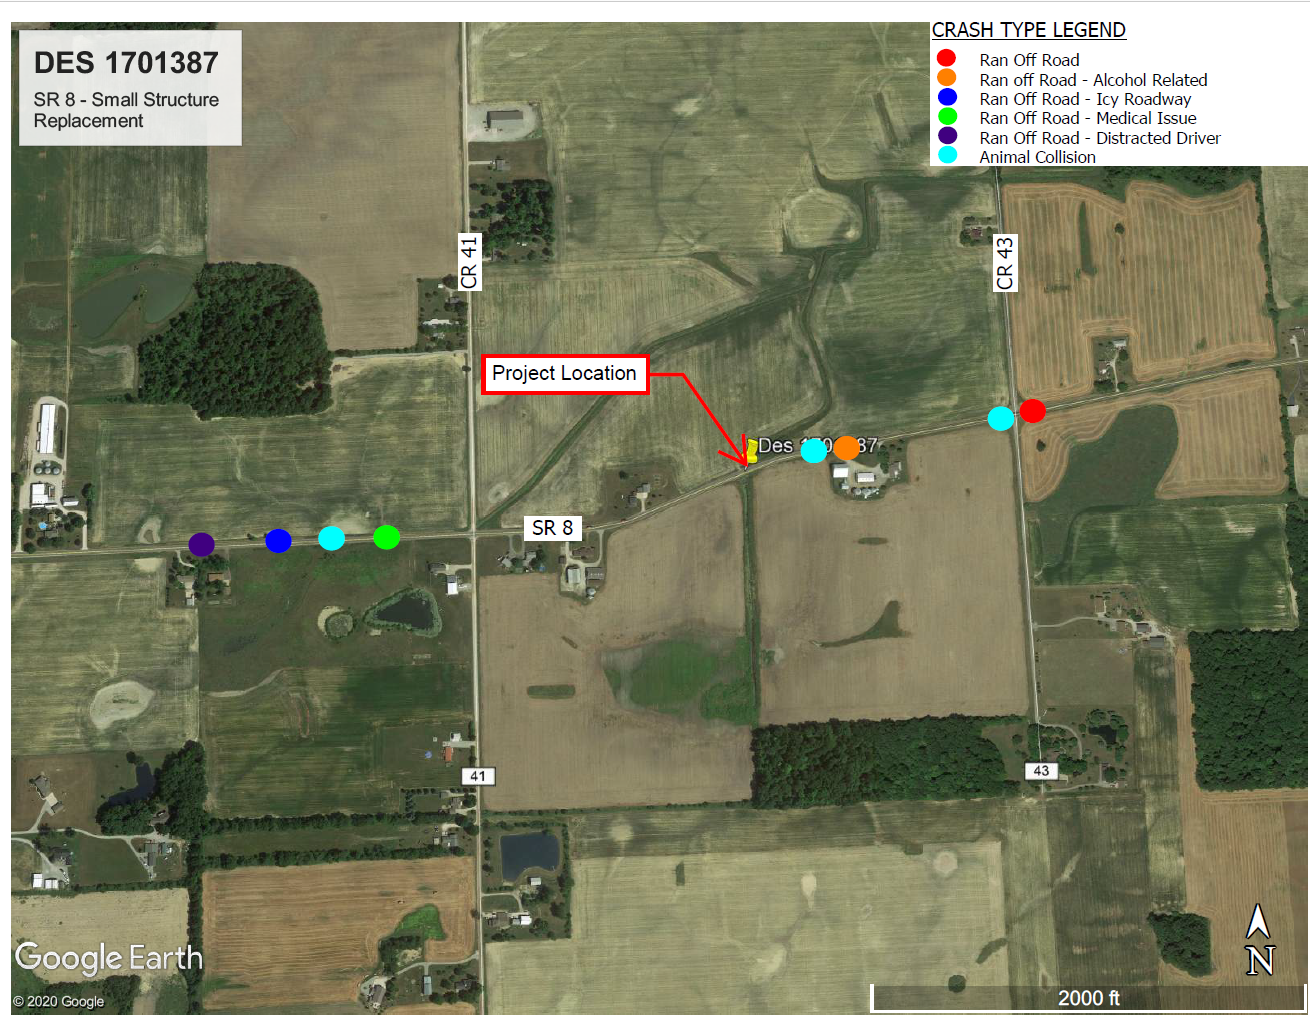 DES 1701387
SR 8 - Small Structure
Replacement
CRASH TYPE LEGEND
Ran Off Road
Ran off Road - Alcohol Related
Ran Off Road - Icy Roadway
Ran Off Road - Medical Issue
Ran Off Road - Distracted Driver
Animal Collision
CR 41
CR 43
Project Location
Des
87
SR 8
41
43
Google Earth
© 2020 Google
N
2000 ft